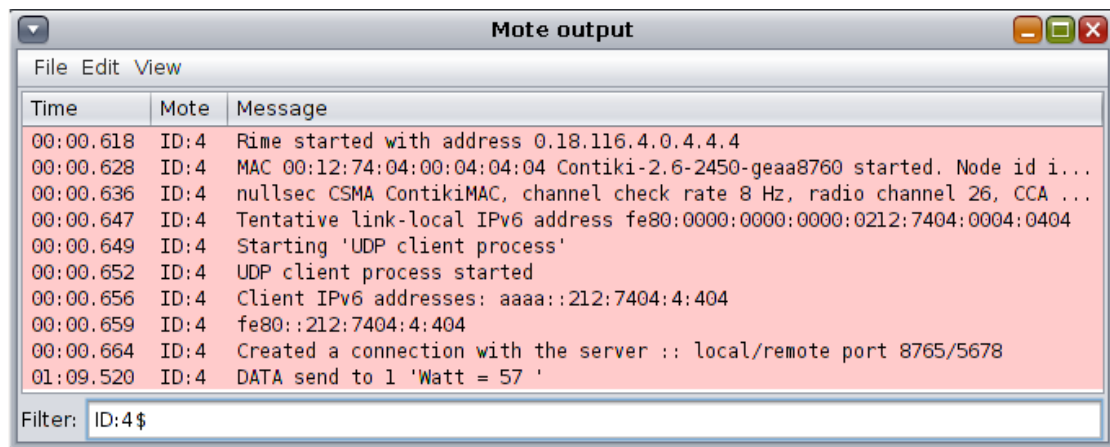 Mote output
File Edit View
Time Mote Message
00:00.618 ID:4 Rime started with address 0.18.116.4.0.4.4.4
00:00.628 ID:4 MAC 00:12:74:04:00:04:04:04 Contiki-2.6-2450-geaa8760 started. Node id i...
00:00.636 ID:4 nullsec CSMA ContikiMAC, channel check rate 8 Hz, radio channel 26, CCA ...
00:00.647 ID:4 Tentative link-local IPv6 address fe80:0000:0000:0000:0212:7404:0004:0404
00:00.649 ID:4 Starting 'UDP client process'
00:00.652 ID:4 UDP client process started
00:00.656 ID:4 Client IPv6 addresses: aaaa::212:7404:4:404
00:00.659 ID:4 fe80::212:7404:4:404
00:00.664 ID:4 Created a connection with the server :: local/remote port 8765/5678
01:09.520 ID:4 DATA send to 1 'Watt = 57 '
Filter: ID:4$